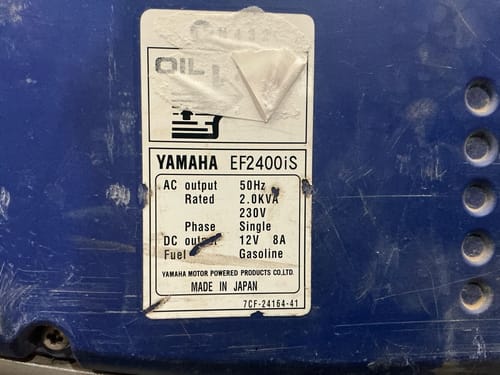 OIL
YAMAHA EF2400iS
AC output 50Hz
Rated 2.0KVA
230V
Phase Single
DC output 12V 8A
Fuel Gasoline
YAMAHA MOTOR POWERED PRODUCTS CO.,LTD.
MADE IN JAPAN
7CF-24164-41